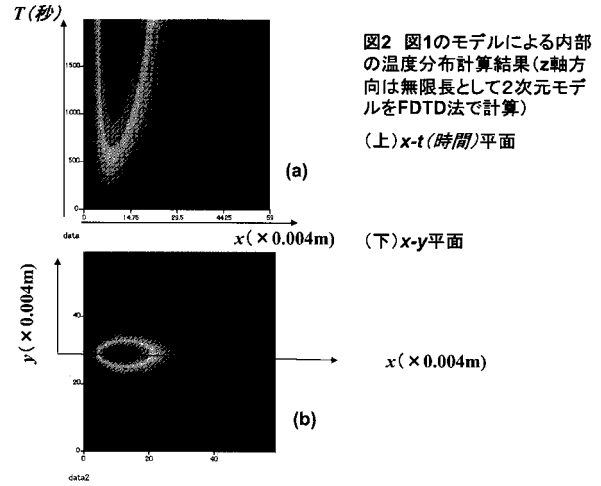 T(秒)
1500
1000
500
0
0 14.75 29.5 44.25 59
data
x(×0.004m)
(a)
図2 図1のモデルによる内部
の温度分布計算結果(z軸方
向は無限長として2次元モデ
ルをFDTD法で計算)
(上)x-t(時間)平面
(下)x-y平面
y(×0.004m)
40
20
0
0 20 40
data2
x(×0.004m)
(b)